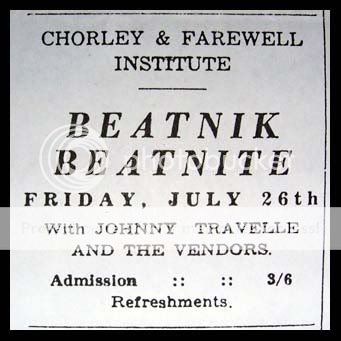 CHORLEY & FAREWELL
INSTITUTE
BEATNIK
BEATNITE
FRIDAY, JULY 26th
With JOHNNY TRAVELLE
AND THE VENDORS.
Admission :: :: 3/6
Refreshments.